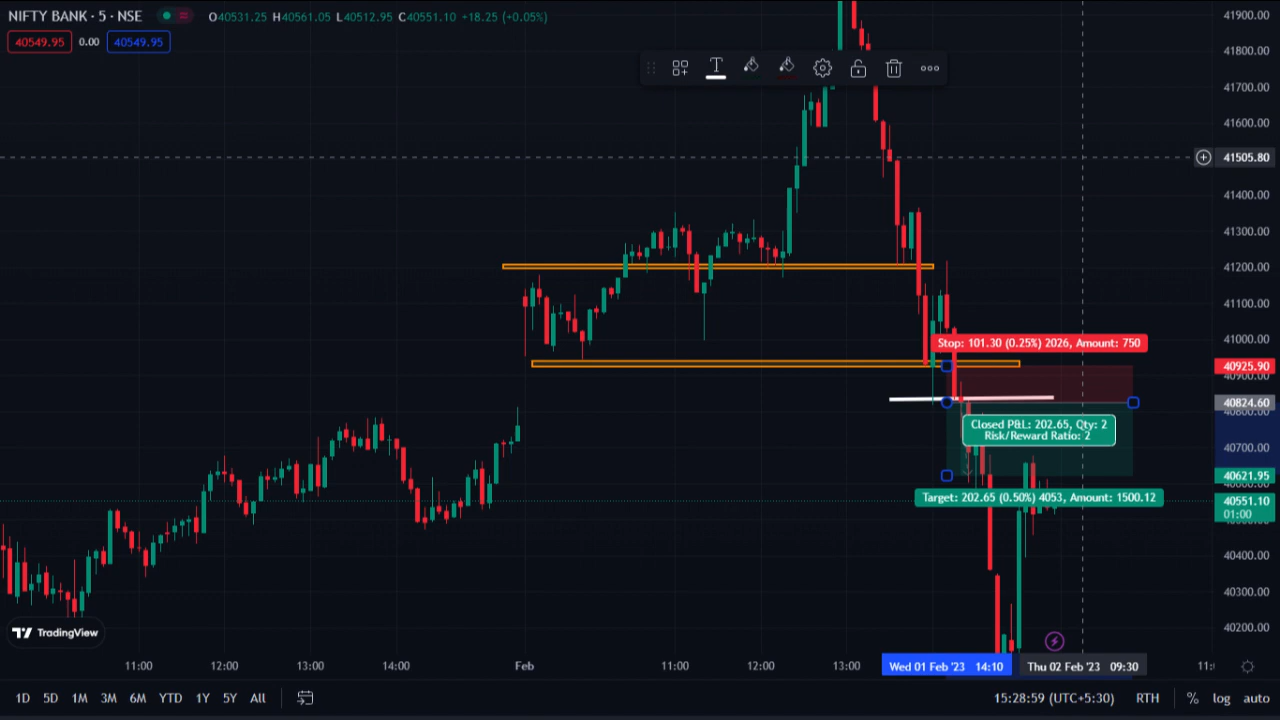 NIFTY BANK · 5 · NSE
O40531.25 H40561.05 L40512.95 C40551.10 +18.25 (+0.05%)
40549.95 0.00 40549.95
T
41900.00
41800.00
41700.00
41600.00
41505.80
41400.00
41300.00
41200.00
41100.00
41000.00
Stop: 101.30 (0.25%) 2026, Amount: 750
40925.90
40900.00
40824.60
40800.00
Closed P&L: 202.65, Qty: 2
Risk/Reward Ratio: 2
40700.00
40621.95
Target: 202.65 (0.50%) 4053, Amount: 1500.12
40551.10
01:00
40400.00
40300.00
40200.00
TradingView
11:00 12:00 13:00 14:00 Feb 11:00 12:00 13:00 Wed 01 Feb '23 14:10 Thu 02 Feb '23 09:30
1D 5D 1M 3M 6M YTD 1Y 5Y All 15:28:59 (UTC+5:30) RTH % log auto